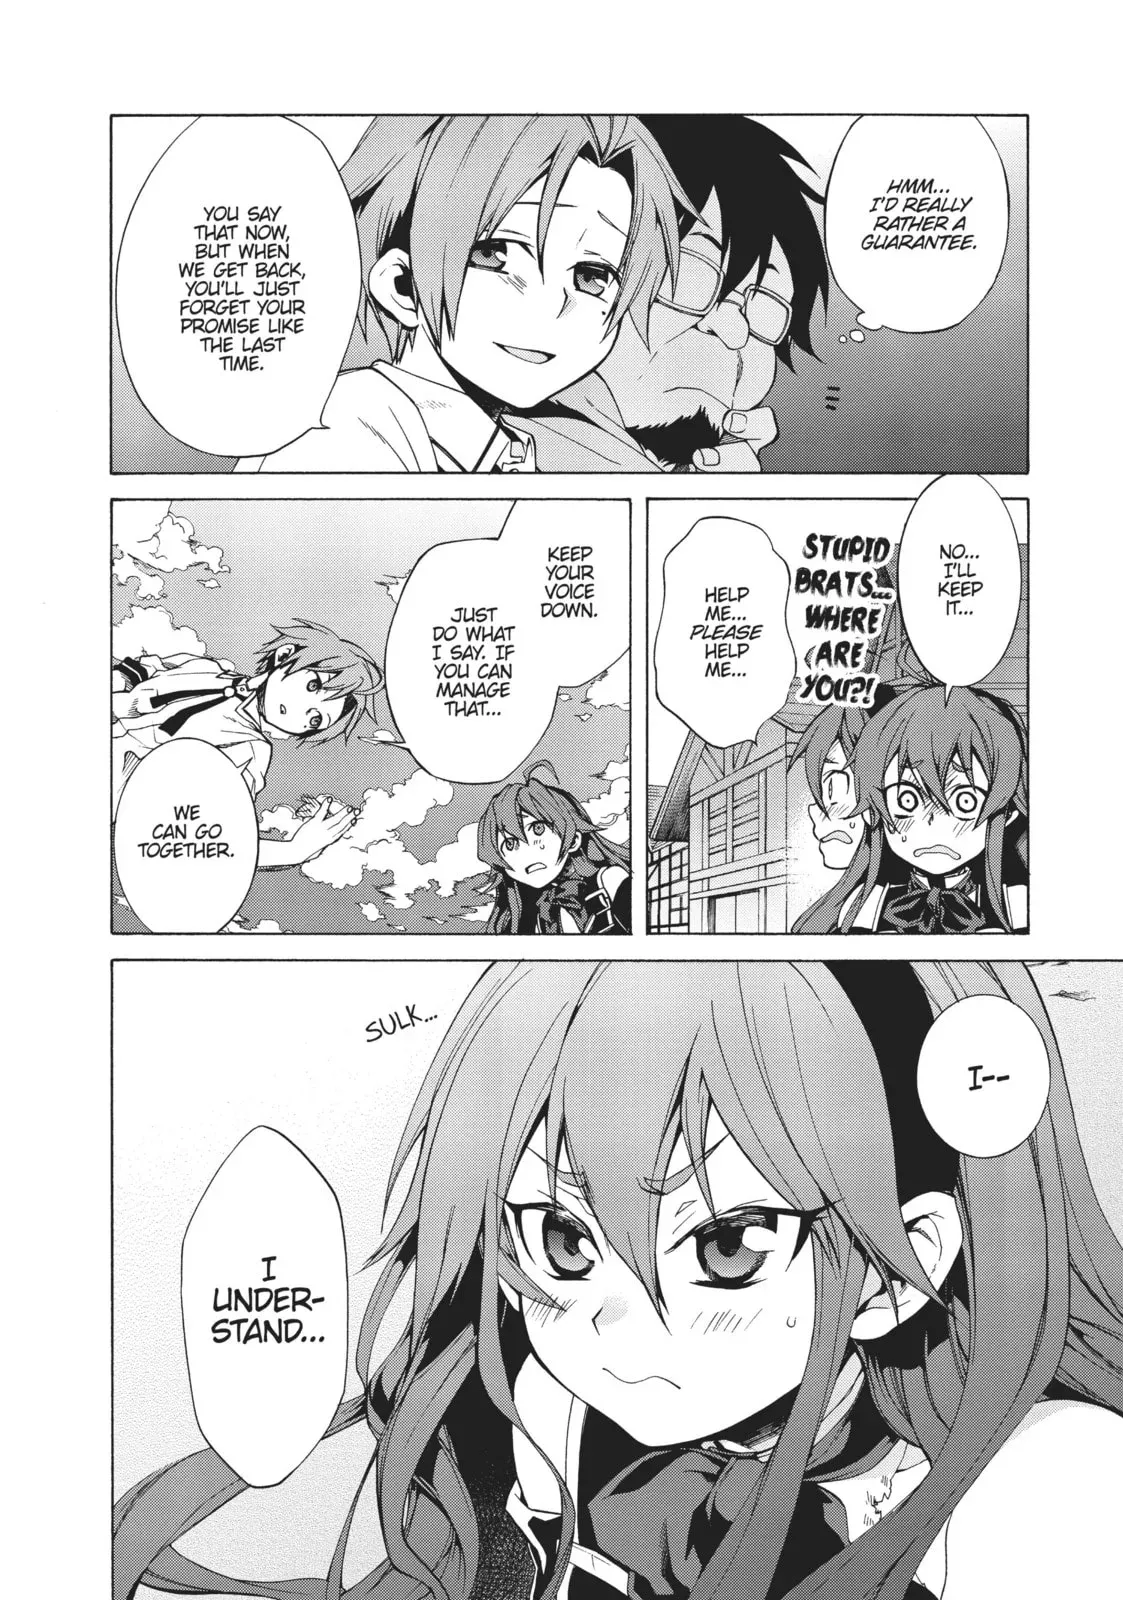 HMM...
I'D REALLY
RATHER A
GUARANTEE.
YOU SAY
THAT NOW,
BUT WHEN
WE GET BACK,
YOU'LL JUST
FORGET YOUR
PROMISE LIKE
THE LAST
TIME.
NO...
I'LL
KEEP
IT...
STUPID
BRATS...
WHERE
ARE
YOU?!
HELP
ME...
PLEASE
HELP
ME...
KEEP
YOUR
VOICE
DOWN.
JUST
DO WHAT
I SAY. IF
YOU CAN
MANAGE
THAT...
WE
CAN GO
TOGETHER.
I--
SULK...
I
UNDER-
STAND...